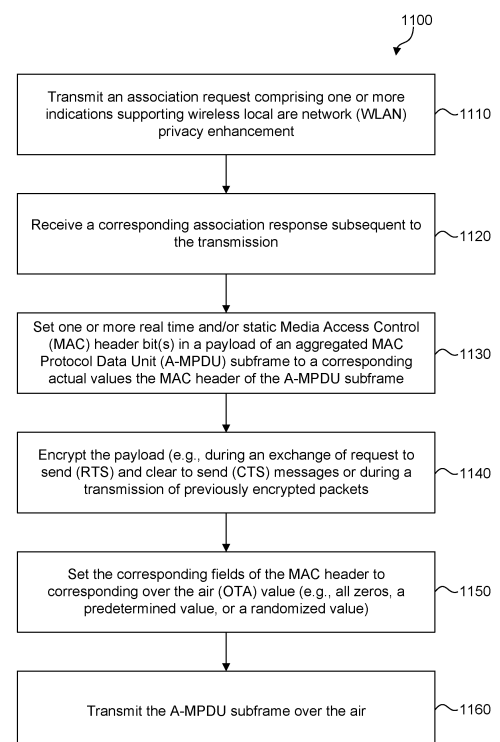 1100
Transmit an association request comprising one or more
indications supporting wireless local are network (WLAN)
privacy enhancement
1110
Receive a corresponding association response subsequent to
the transmission
1120
Set one or more real time and/or static Media Access Control
(MAC) header bit(s) in a payload of an aggregated MAC
Protocol Data Unit (A-MPDU) subframe to a corresponding
actual values the MAC header of the A-MPDU subframe
1130
Encrypt the payload (e.g., during an exchange of request to
send (RTS) and clear to send (CTS) messages or during a
transmission of previously encrypted packets
1140
Set the corresponding fields of the MAC header to
corresponding over the air (OTA) value (e.g., all zeros, a
predetermined value, or a randomized value)
1150
Transmit the A-MPDU subframe over the air
1160